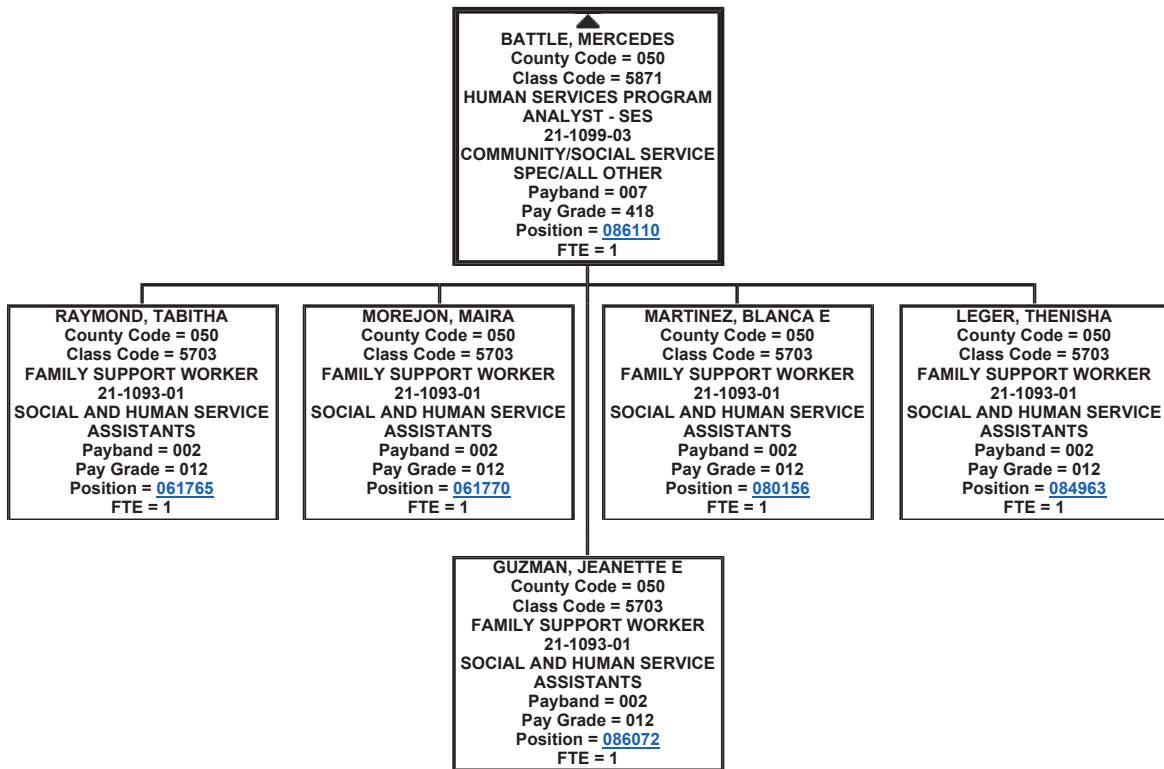 BATTLE, MERCEDES
County Code = 050
Class Code = 5871
HUMAN SERVICES PROGRAM
ANALYST - SES
21-1099-03
COMMUNITY/SOCIAL SERVICE
SPEC/ALL OTHER
Payband = 007
Pay Grade = 418
Position = 086110
FTE = 1
RAYMOND, TABITHA
County Code = 050
Class Code = 5703
FAMILY SUPPORT WORKER
21-1093-01
SOCIAL AND HUMAN SERVICE
ASSISTANTS
Payband = 002
Pay Grade = 012
Position = 061765
FTE = 1
MOREJON, MAIRA
County Code = 050
Class Code = 5703
FAMILY SUPPORT WORKER
21-1093-01
SOCIAL AND HUMAN SERVICE
ASSISTANTS
Payband = 002
Pay Grade = 012
Position = 061770
FTE = 1
MARTINEZ, BLANCA E
County Code = 050
Class Code = 5703
FAMILY SUPPORT WORKER
21-1093-01
SOCIAL AND HUMAN SERVICE
ASSISTANTS
Payband = 002
Pay Grade = 012
Position = 080156
FTE = 1
LEGER, THENISHA
County Code = 050
Class Code = 5703
FAMILY SUPPORT WORKER
21-1093-01
SOCIAL AND HUMAN SERVICE
ASSISTANTS
Payband = 002
Pay Grade = 012
Position = 084963
FTE = 1
GUZMAN, JEANETTE E
County Code = 050
Class Code = 5703
FAMILY SUPPORT WORKER
21-1093-01
SOCIAL AND HUMAN SERVICE
ASSISTANTS
Payband = 002
Pay Grade = 012
Position = 086072
FTE = 1